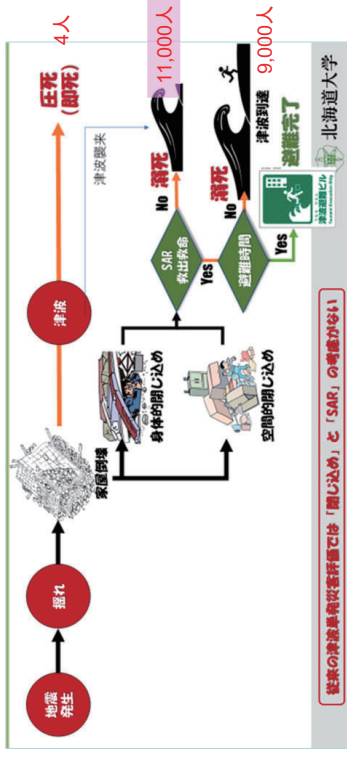 地震
発生
揺れ
家屋倒壊
津波
圧死
(即死)
4人
津波襲来
身体的閉じ込め
空間的閉じ込め
SAR
救出救命
No
溺死
11,000人
Yes
避難時間
No
溺死
9,000人
津波到達
Yes
避難完了
津波避難ビル
従来の津波単発災害評価では「閉じ込め」と「SAR」の考慮がない
北海道大学